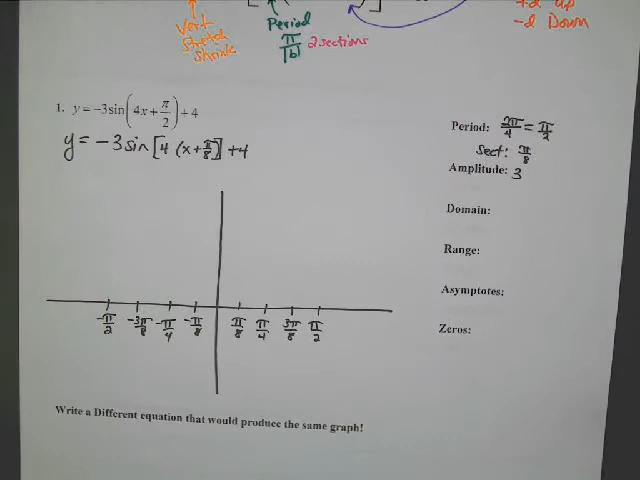 +d Up
-d Down
Vert
Stretch
Shrink
Period
π/|b| 2 sections
1. y = −3sin(4x + π/2) + 4
y = −3 sin [4 (x + π/8)] + 4
Period: 2π/4 = π/2
Sect: π/8
Amplitude: 3
Domain:
Range:
Asymptotes:
Zeros:
-π/2 -3π/8 -π/4 -π/8 π/8 π/4 3π/8 π/2
Write a Different equation that would produce the same graph!